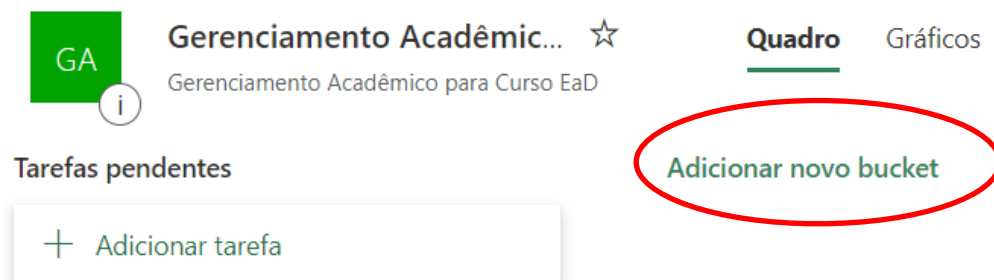 GA
i
Gerenciamento Acadêmic...
Gerenciamento Acadêmico para Curso EaD
Quadro Gráficos
Tarefas pendentes
Adicionar novo bucket
+ Adicionar tarefa